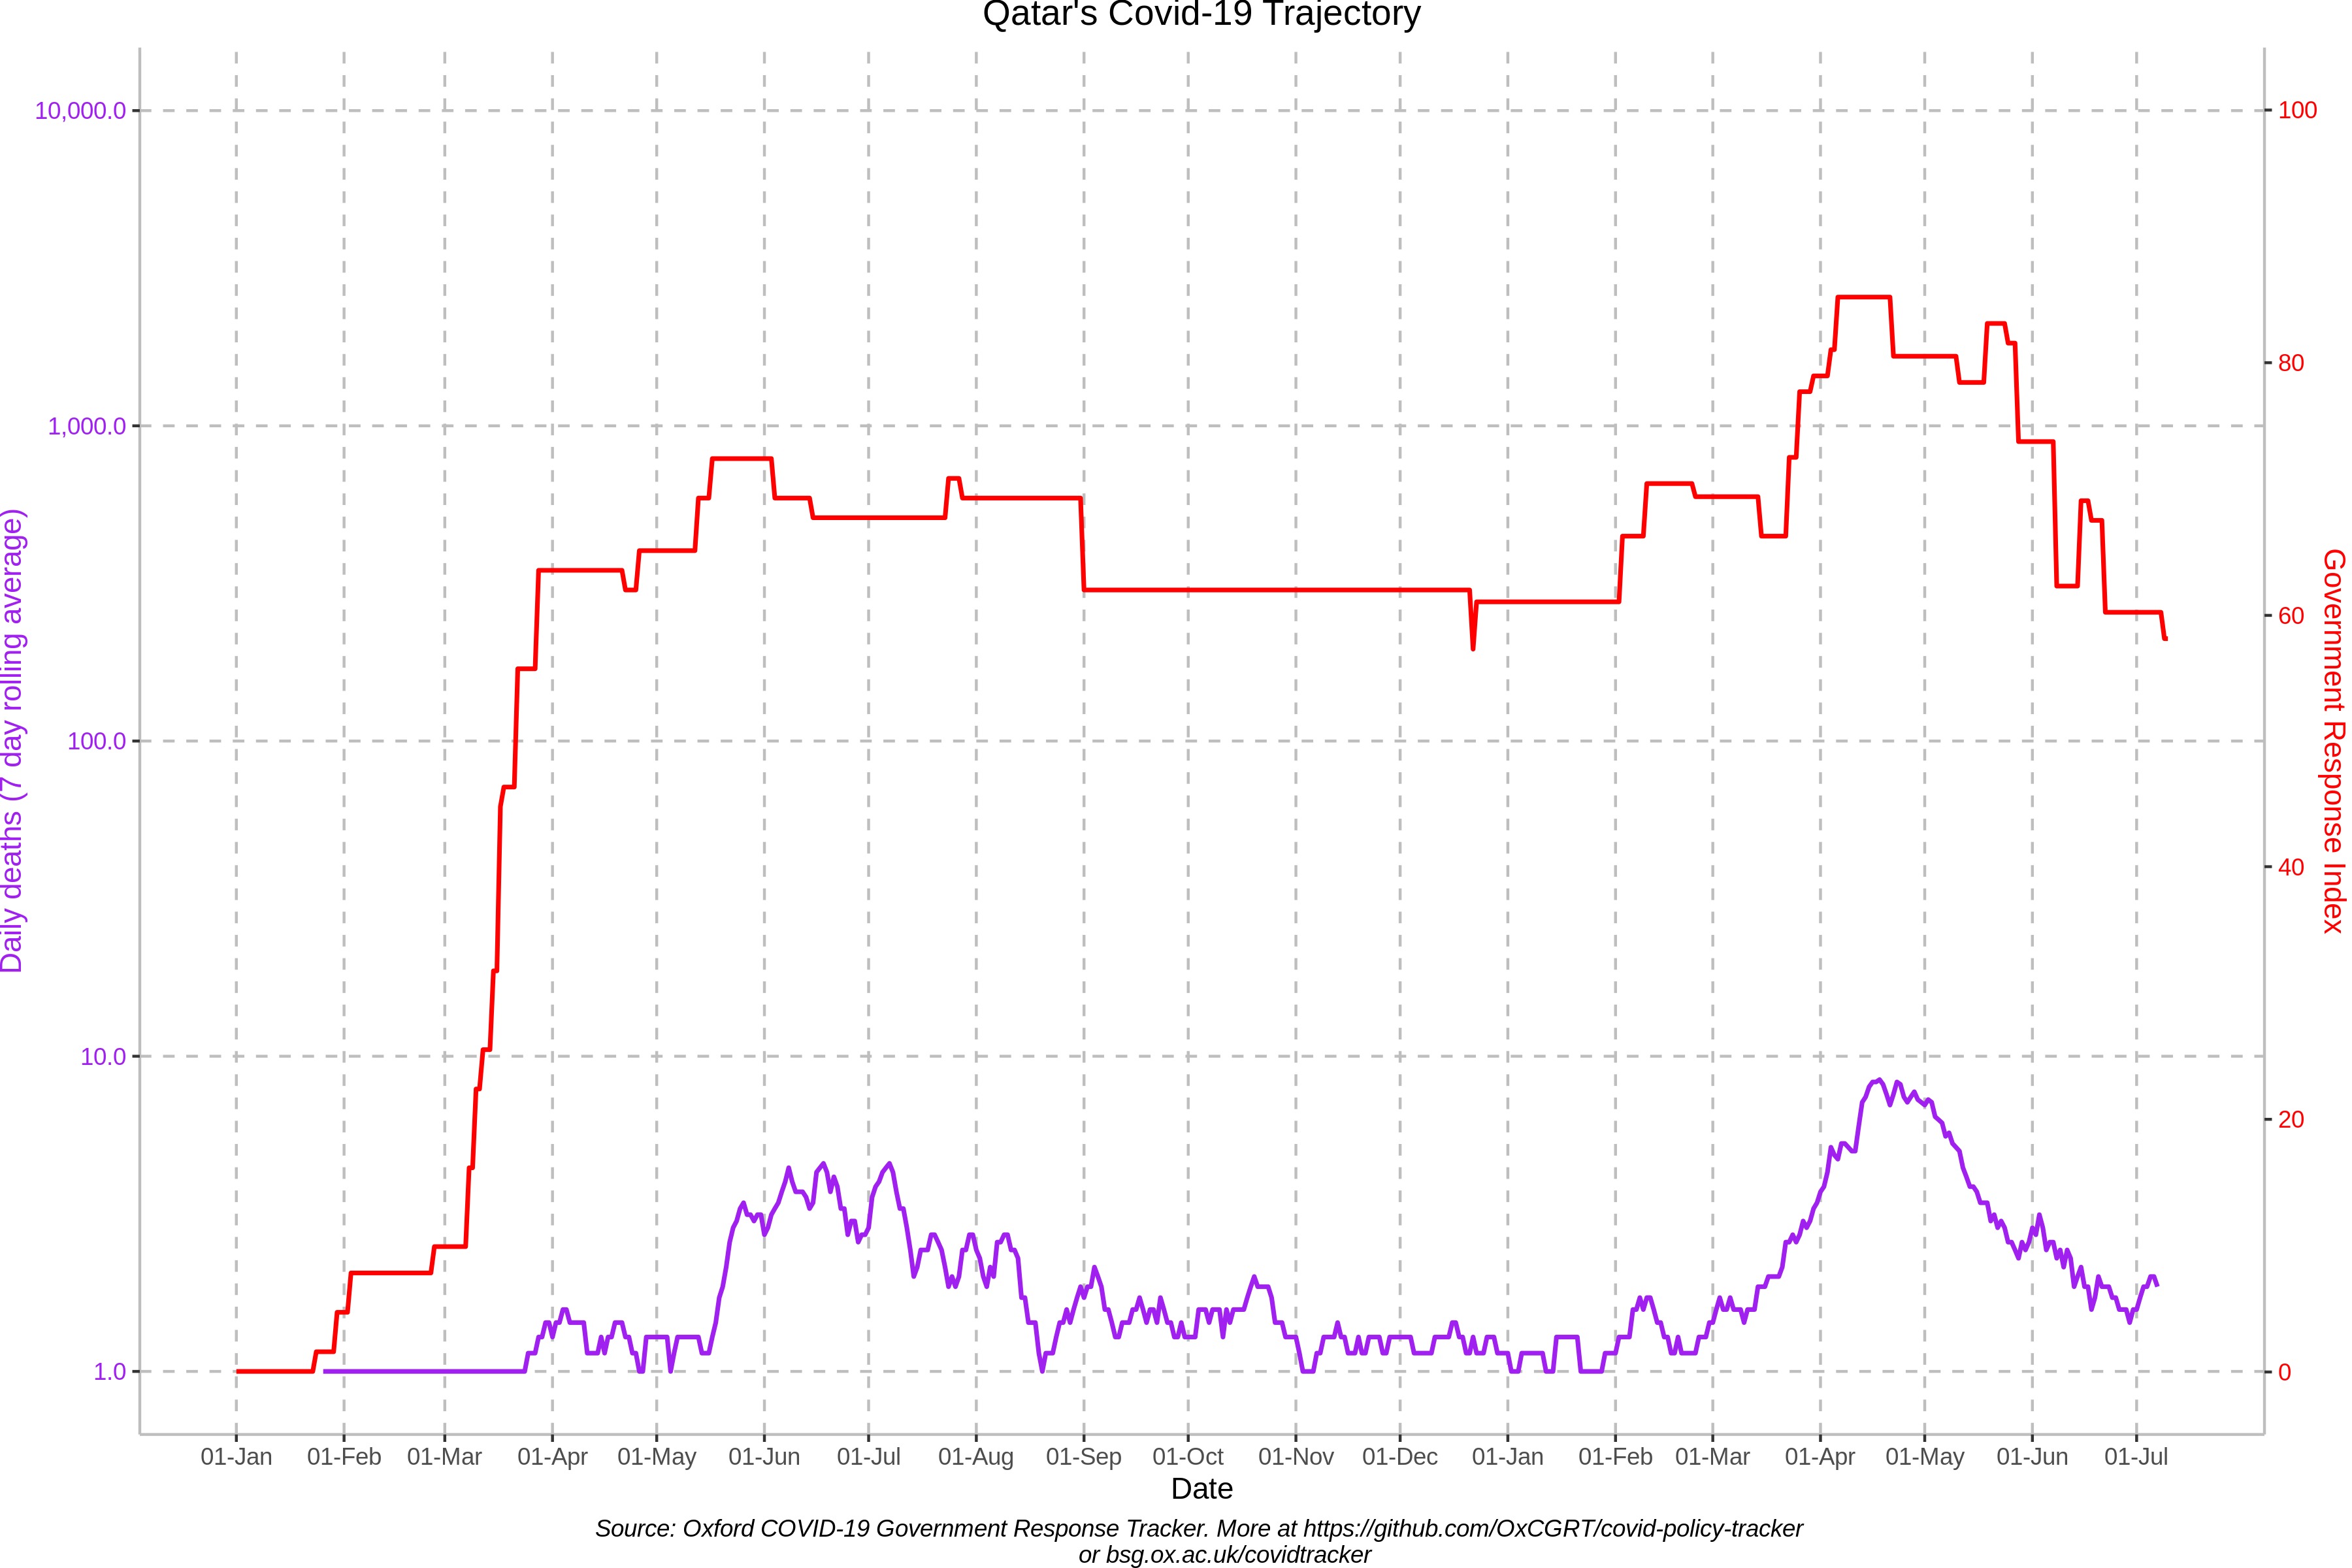 Qatar's Covid-19 Trajectory
10,000.0
1,000.0
100.0
10.0
1.0
Daily deaths (7 day rolling average)
100
80
60
40
20
0
Government Response Index
01-Jan 01-Feb 01-Mar 01-Apr 01-May 01-Jun 01-Jul 01-Aug 01-Sep 01-Oct 01-Nov 01-Dec 01-Jan 01-Feb 01-Mar 01-Apr 01-May 01-Jun 01-Jul
Date
Source: Oxford COVID-19 Government Response Tracker. More at https://github.com/OxCGRT/covid-policy-tracker
or bsg.ox.ac.uk/covidtracker